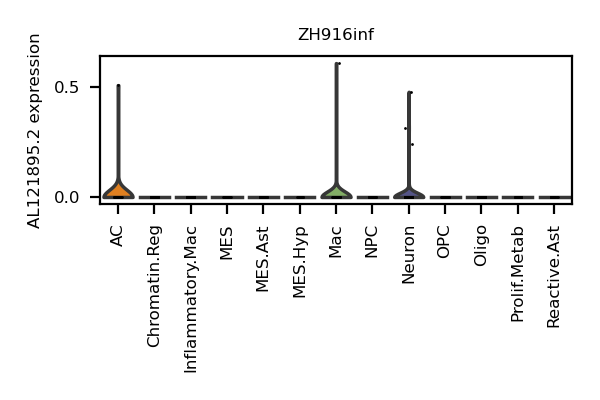 ZH916inf
AL121895.2 expression
0.5
0.0
AC
Chromatin.Reg
Inflammatory.Mac
MES
MES.Ast
MES.Hyp
Mac
NPC
Neuron
OPC
Oligo
Prolif.Metab
Reactive.Ast